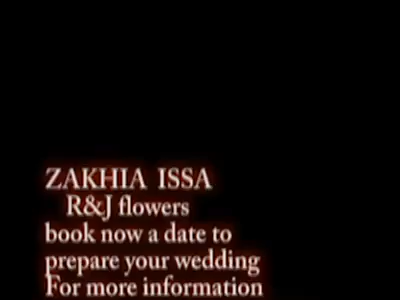 ZAKHIA ISSA
R&J flowers
book now a date to
prepare your wedding
For more information